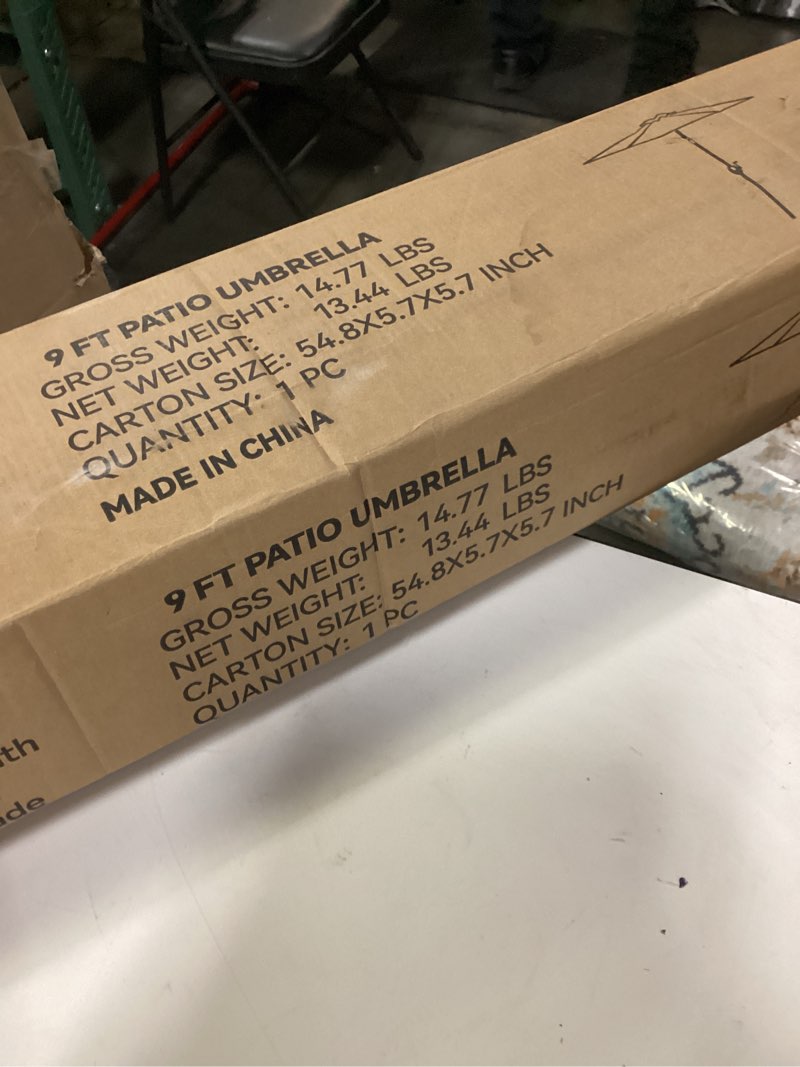 9 FT PATIO UMBRELLA
GROSS WEIGHT: 14.77 LBS
NET WEIGHT: 13.44 LBS
CARTON SIZE: 54.8X5.7X5.7 INCH
QUANTITY: 1 PC
MADE IN CHINA
9 FT PATIO UMBRELLA
GROSS WEIGHT: 14.77 LBS
NET WEIGHT: 13.44 LBS
CARTON SIZE: 54.8X5.7X5.7 INCH
QUANTITY: 1 PC